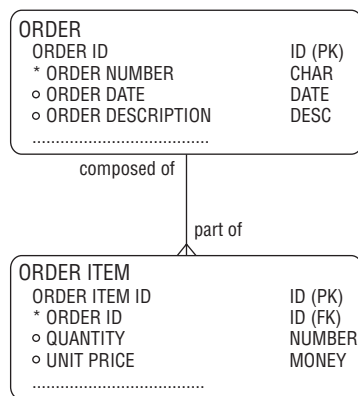 ORDER
ORDER ID ID (PK)
* ORDER NUMBER CHAR
o ORDER DATE DATE
o ORDER DESCRIPTION DESC
......................................
composed of
part of
ORDER ITEM
ORDER ITEM ID ID (PK)
* ORDER ID ID (FK)
o QUANTITY NUMBER
o UNIT PRICE MONEY
.....................................